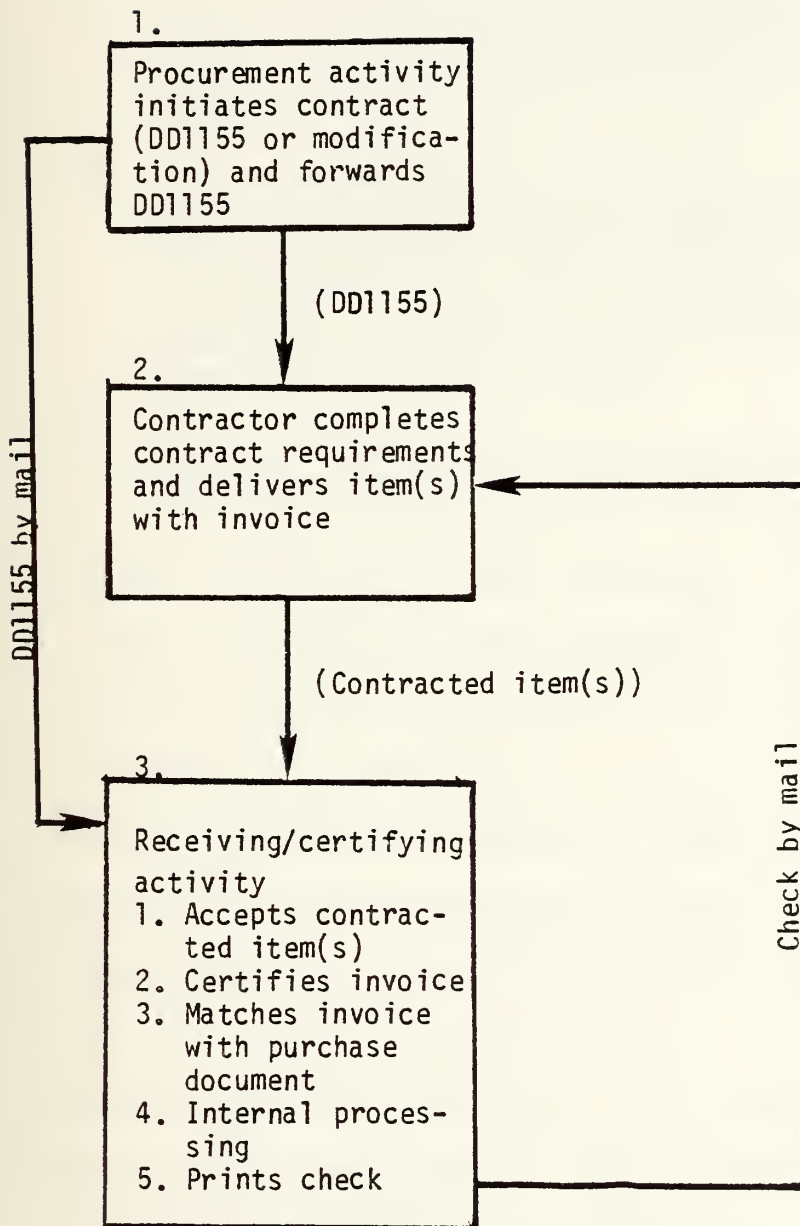 1.
Procurement activity
initiates contract
(DD1155 or modifica-
tion) and forwards
DD1155
(DD1155)
2.
Contractor completes
contract requirements
and delivers item(s)
with invoice
DD1155 by mail
(Contracted item(s))
3.
Receiving/certifying
activity
1. Accepts contrac-
ted item(s)
2. Certifies invoice
3. Matches invoice
with purchase
document
4. Internal proces-
sing
5. Prints check
Check by mail